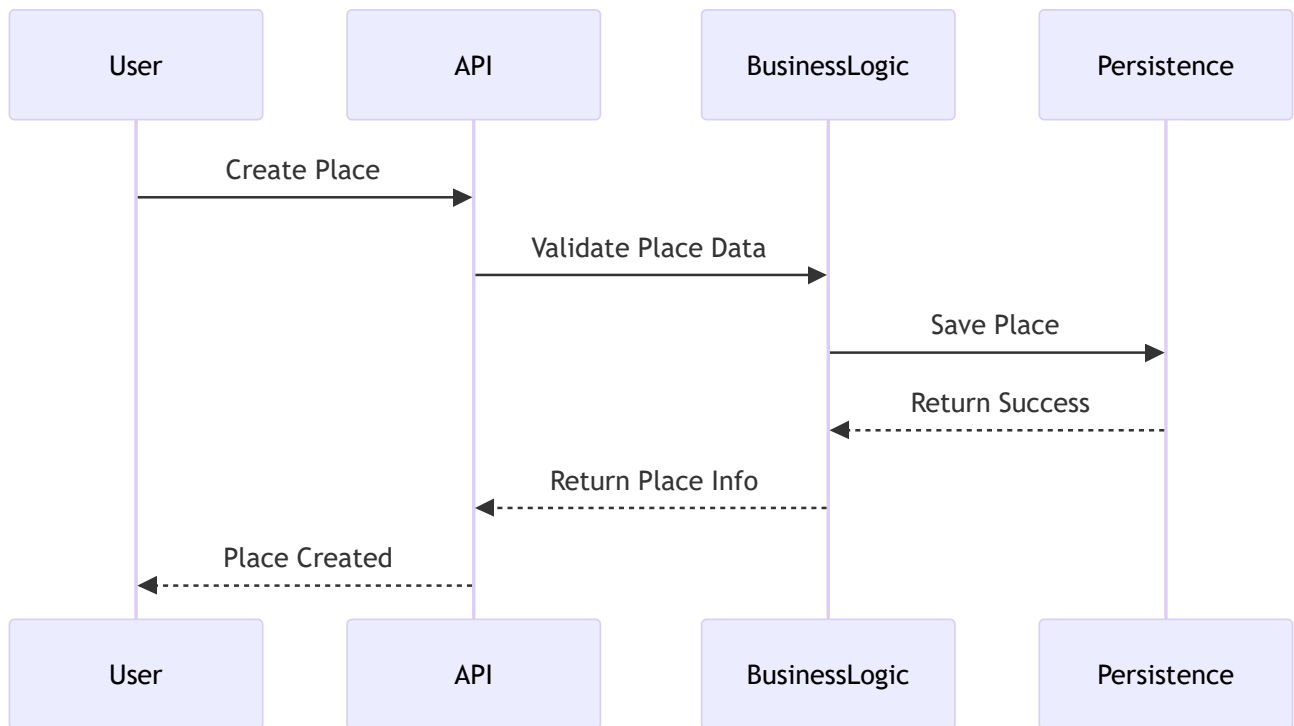 User
API
BusinessLogic
Persistence
Create Place
Validate Place Data
Save Place
Return Success
Return Place Info
Place Created
User
API
BusinessLogic
Persistence